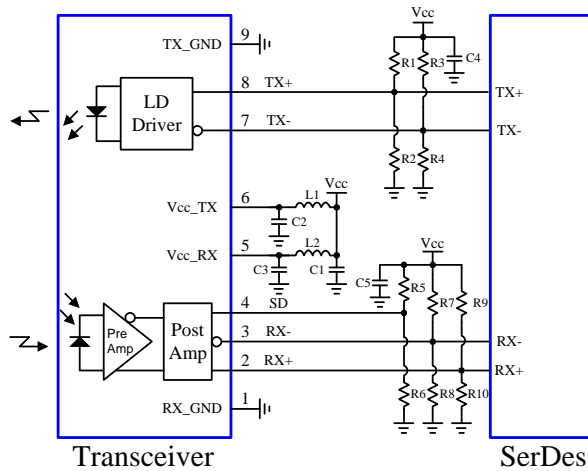 Vcc
9
TX_GND
R1 R3 C4
8 TX+ TX+
LD
Driver
7 TX- TX-
R2 R4
Vcc
6 L1
Vcc_TX
C2
5 L2
Vcc_RX
C3 C1
Vcc
C5 R5
4 SD
R7 R9
Pre
Amp
Post
Amp
3 RX- RX-
2 RX+ RX+
R6 R8 R10
1
RX_GND
Transceiver SerDes